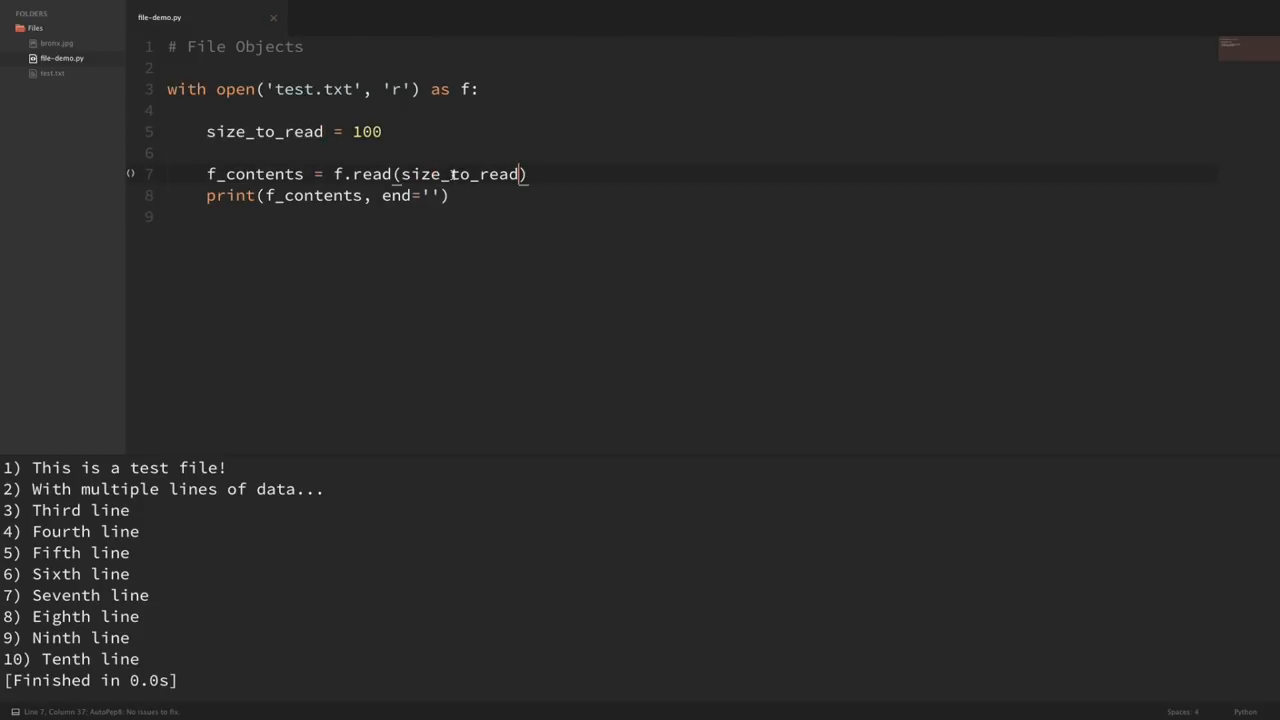 FOLDERS
Files
bronx.jpg
file-demo.py
test.txt
file-demo.py ×
1 # File Objects
2
3 with open('test.txt', 'r') as f:
4
5 size_to_read = 100
6
7 f_contents = f.read(size_to_read)
8 print(f_contents, end='')
9
1) This is a test file!
2) With multiple lines of data...
3) Third line
4) Fourth line
5) Fifth line
6) Sixth line
7) Seventh line
8) Eighth line
9) Ninth line
10) Tenth line
[Finished in 0.0s]
Line 7, Column 37; AutoPep8: No issues to fix. Spaces: 4 Python